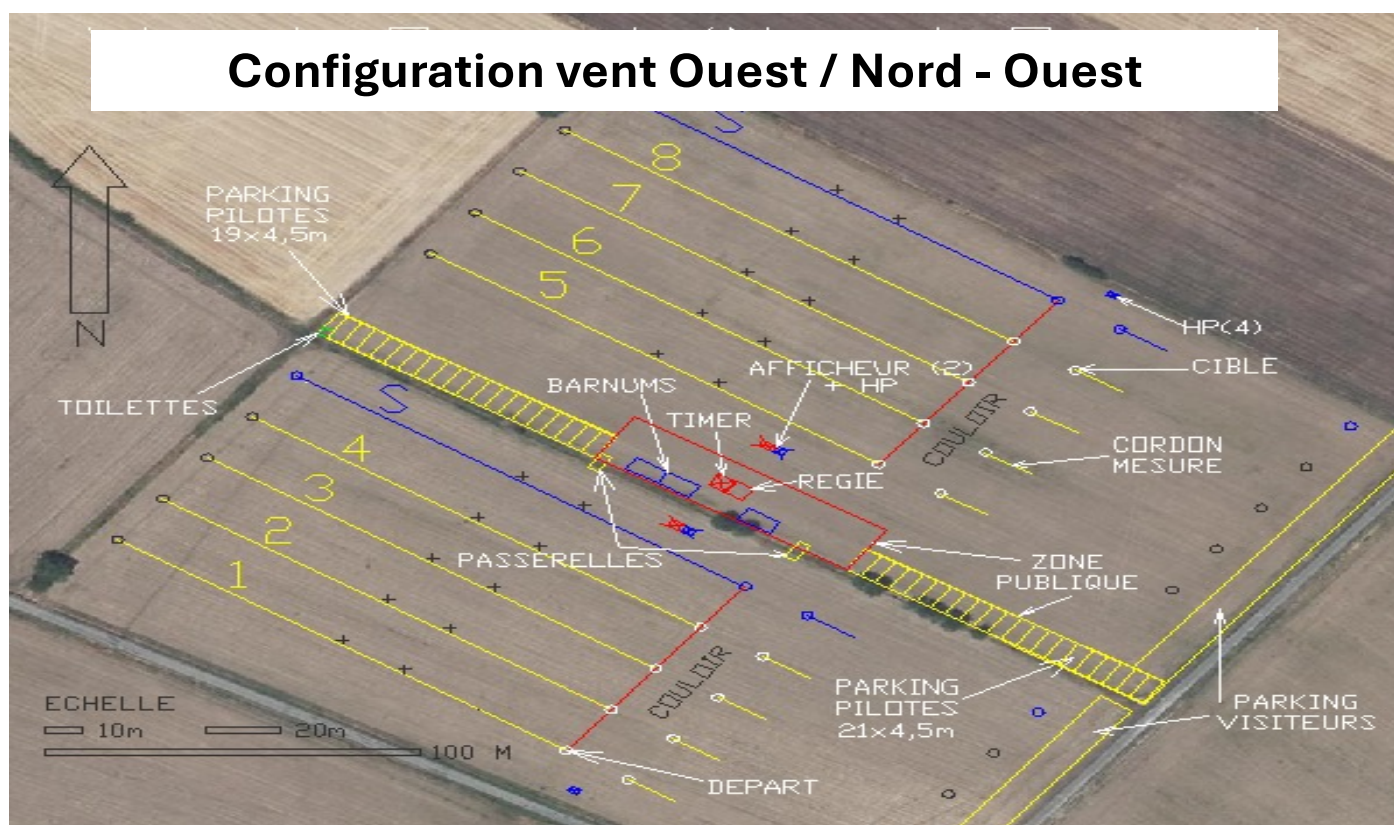 Configuration vent Ouest / Nord - Ouest
S
8
7
6
5
PARKING
PILOTES
19x4,5m
N
HP(4)
CIBLE
AFFICHEUR (2)
+ HP
BARNUMS
TIMER
TOILETTES
S
COULOIR
CORDON
MESURE
REGIE
4
3
2
1
PASSERELLES
ZONE
PUBLIQUE
COULOIR
PARKING
PILOTES
21x4,5m
PARKING
VISITEURS
ECHELLE
10m 20m
100 M
DEPART